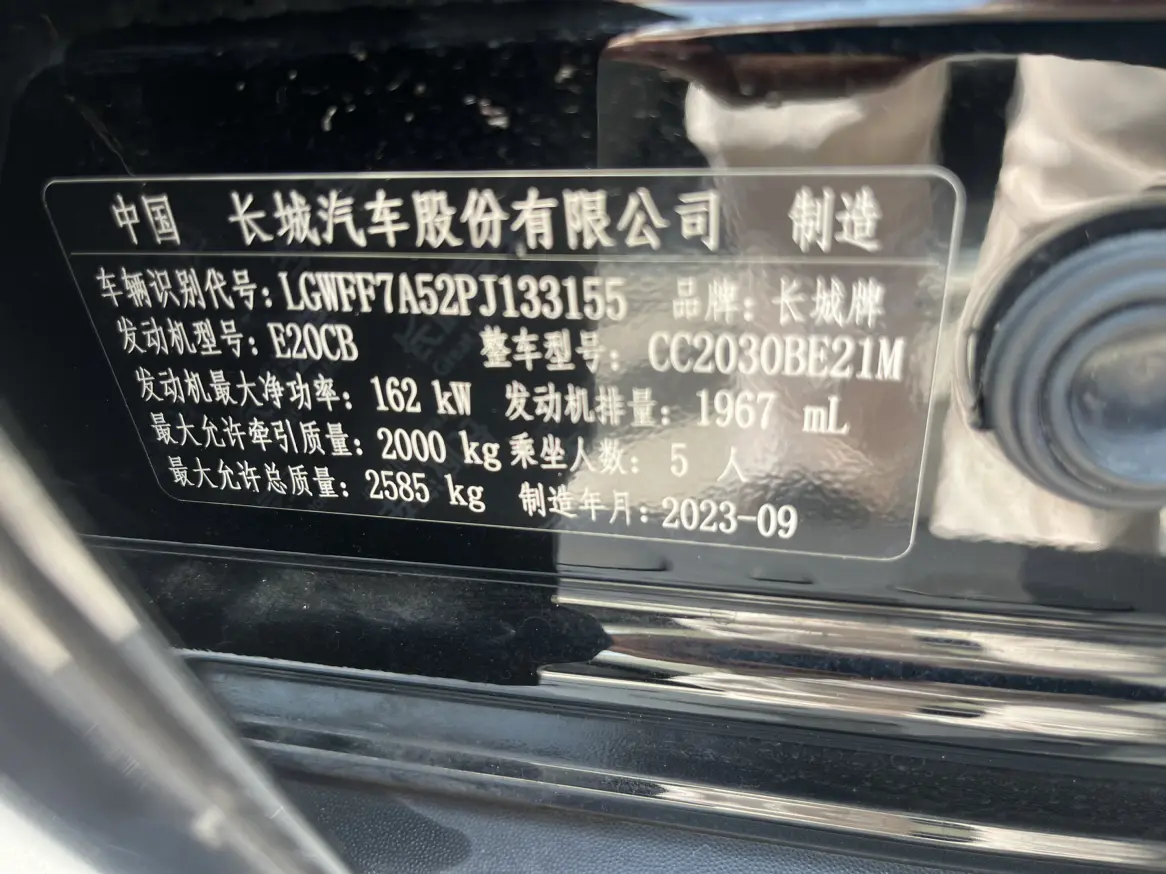 中国 长城汽车股份有限公司 制造
车辆识别代号:LGWFF7A52PJ133155 品牌:长城牌
发动机型号:E20CB 整车型号:CC2030BE21M
发动机最大净功率:162 kW 发动机排量:1967 mL
最大允许牵引质量:2000 kg 乘坐人数:5 人
最大允许总质量:2585 kg 制造年月:2023-09